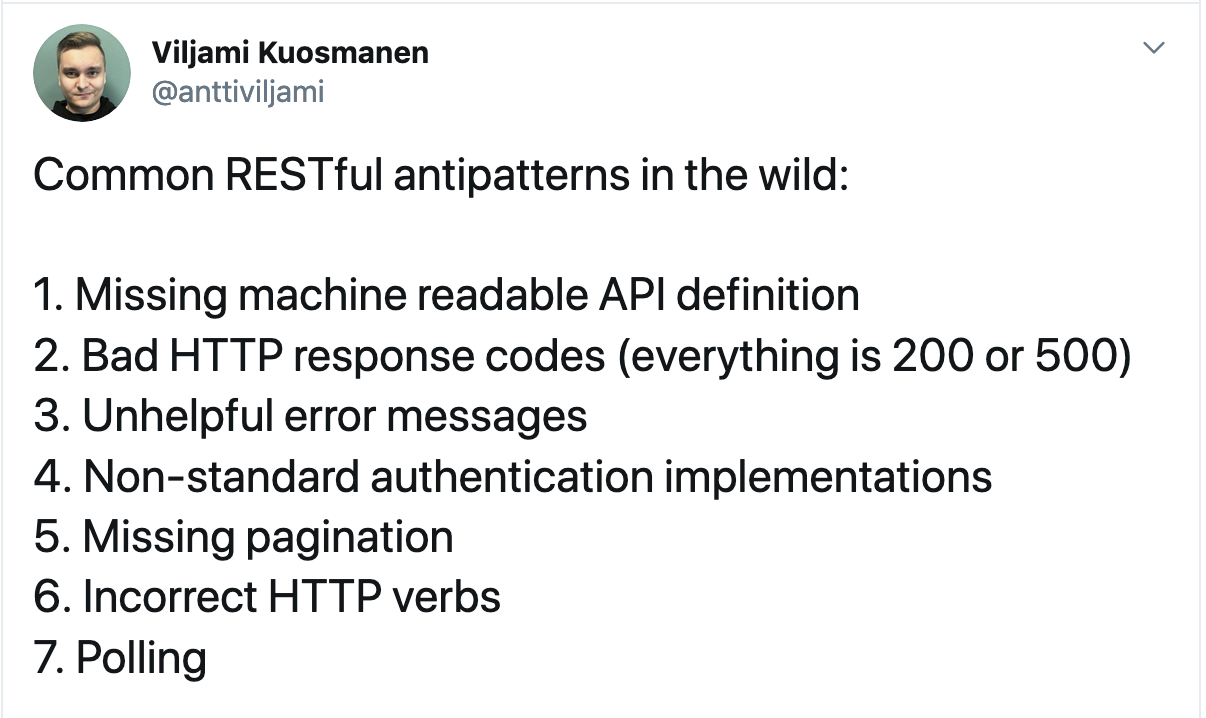 Viljami Kuosmanen
@anttiviljami
Common RESTful antipatterns in the wild:
1. Missing machine readable API definition
2. Bad HTTP response codes (everything is 200 or 500)
3. Unhelpful error messages
4. Non-standard authentication implementations
5. Missing pagination
6. Incorrect HTTP verbs
7. Polling